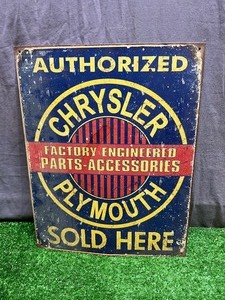 AUTHORIZED
CHRYSLER
FACTORY ENGINEERED
PARTS-ACCESSORIES
PLYMOUTH
SOLD HERE